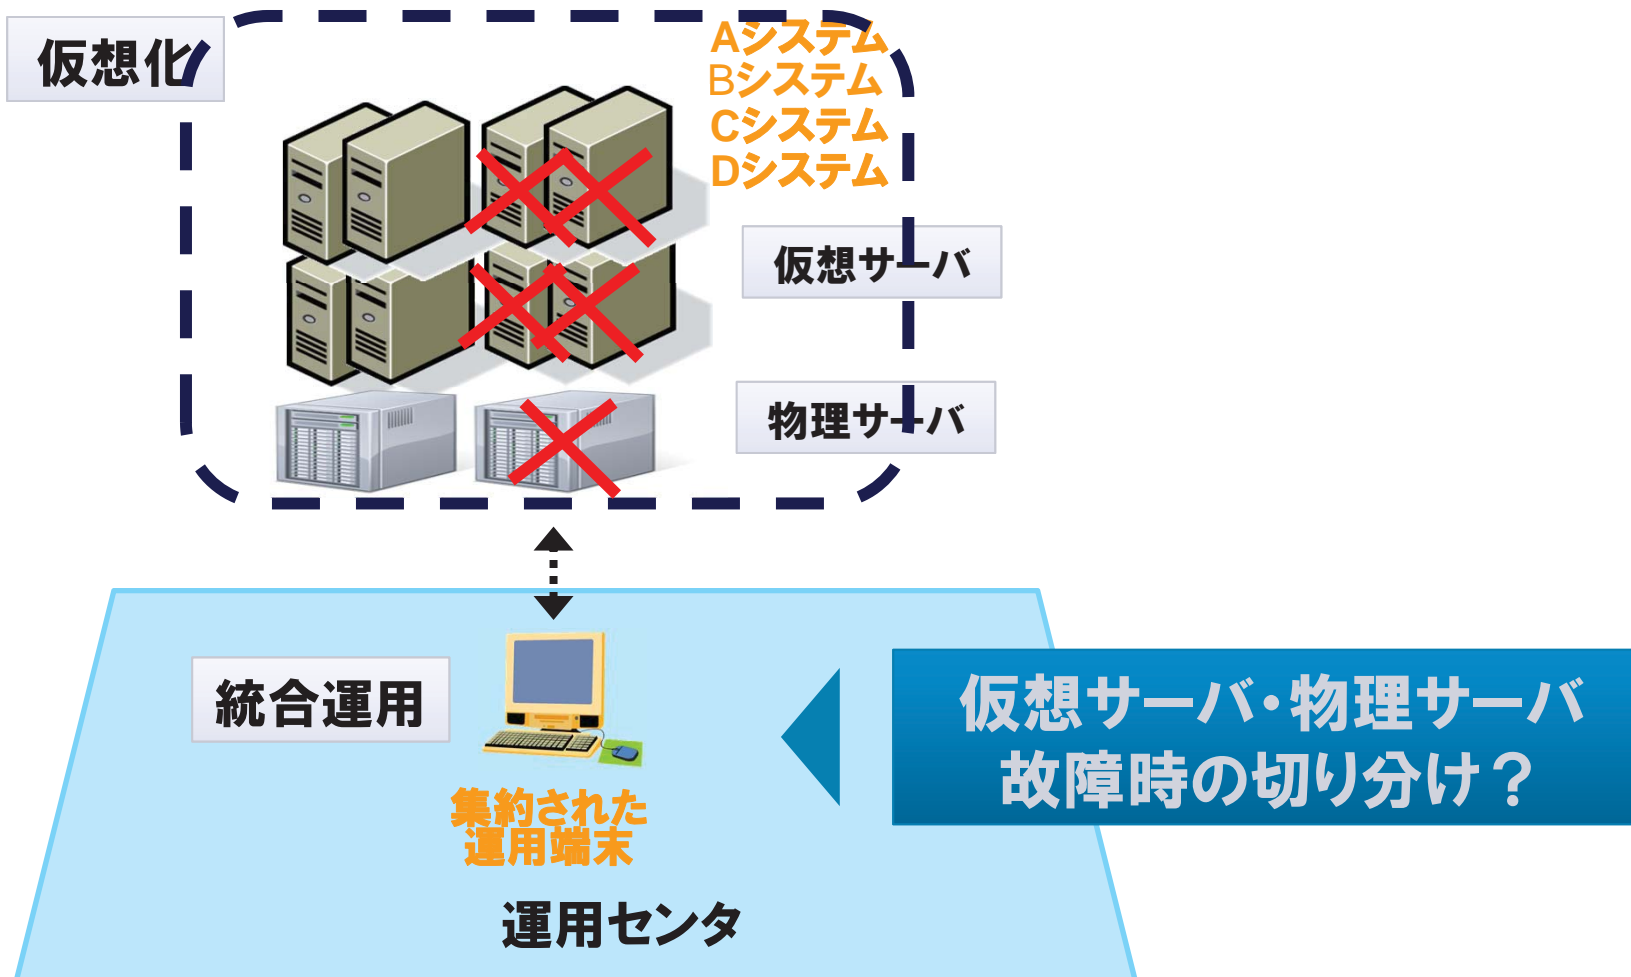 仮想化
Aシステム
Bシステム
Cシステム
Dシステム
仮想サーバ
物理サーバ
統合運用
仮想サーバ・物理サーバ
故障時の切り分け？
集約された
運用端末
運用センタ